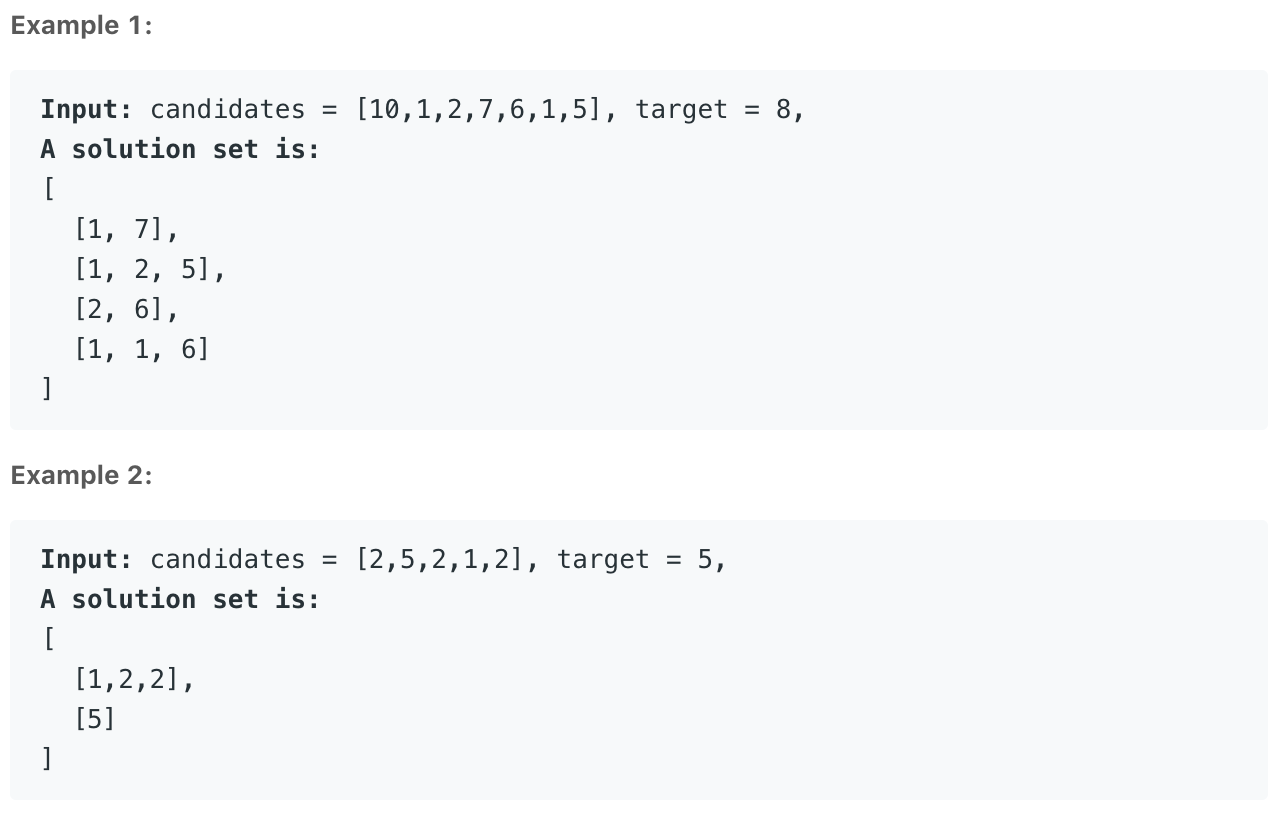 Example 1:
Input: candidates = [10,1,2,7,6,1,5], target = 8,
A solution set is:
[
  [1, 7],
  [1, 2, 5],
  [2, 6],
  [1, 1, 6]
]
Example 2:
Input: candidates = [2,5,2,1,2], target = 5,
A solution set is:
[
  [1,2,2],
  [5]
]